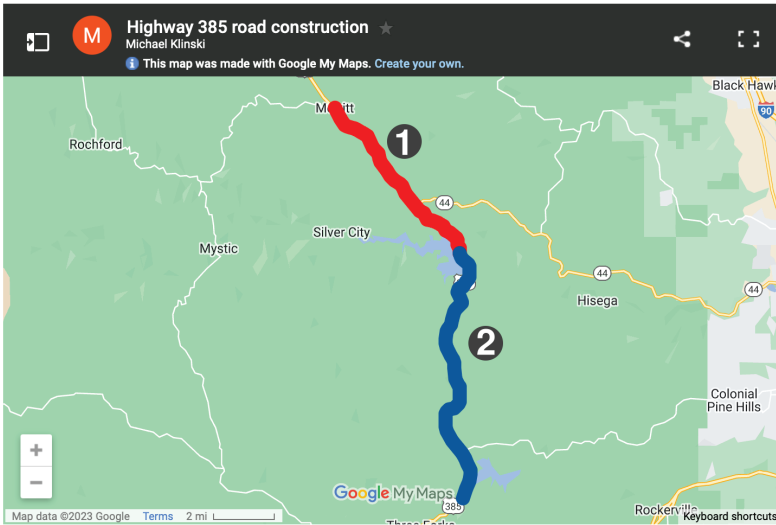 M
Highway 385 road construction
Michael Klinski
This map was made with Google My Maps. Create your own.
Black Hawk
90
Rochford
1
44
Silver City
Mystic
44
Hisega
44
2
Colonial
Pine Hills
+
−
Google My Maps
385
Rockerville
Three Forks
Map data ©2023 Google Terms 2 mi
Keyboard shortcuts